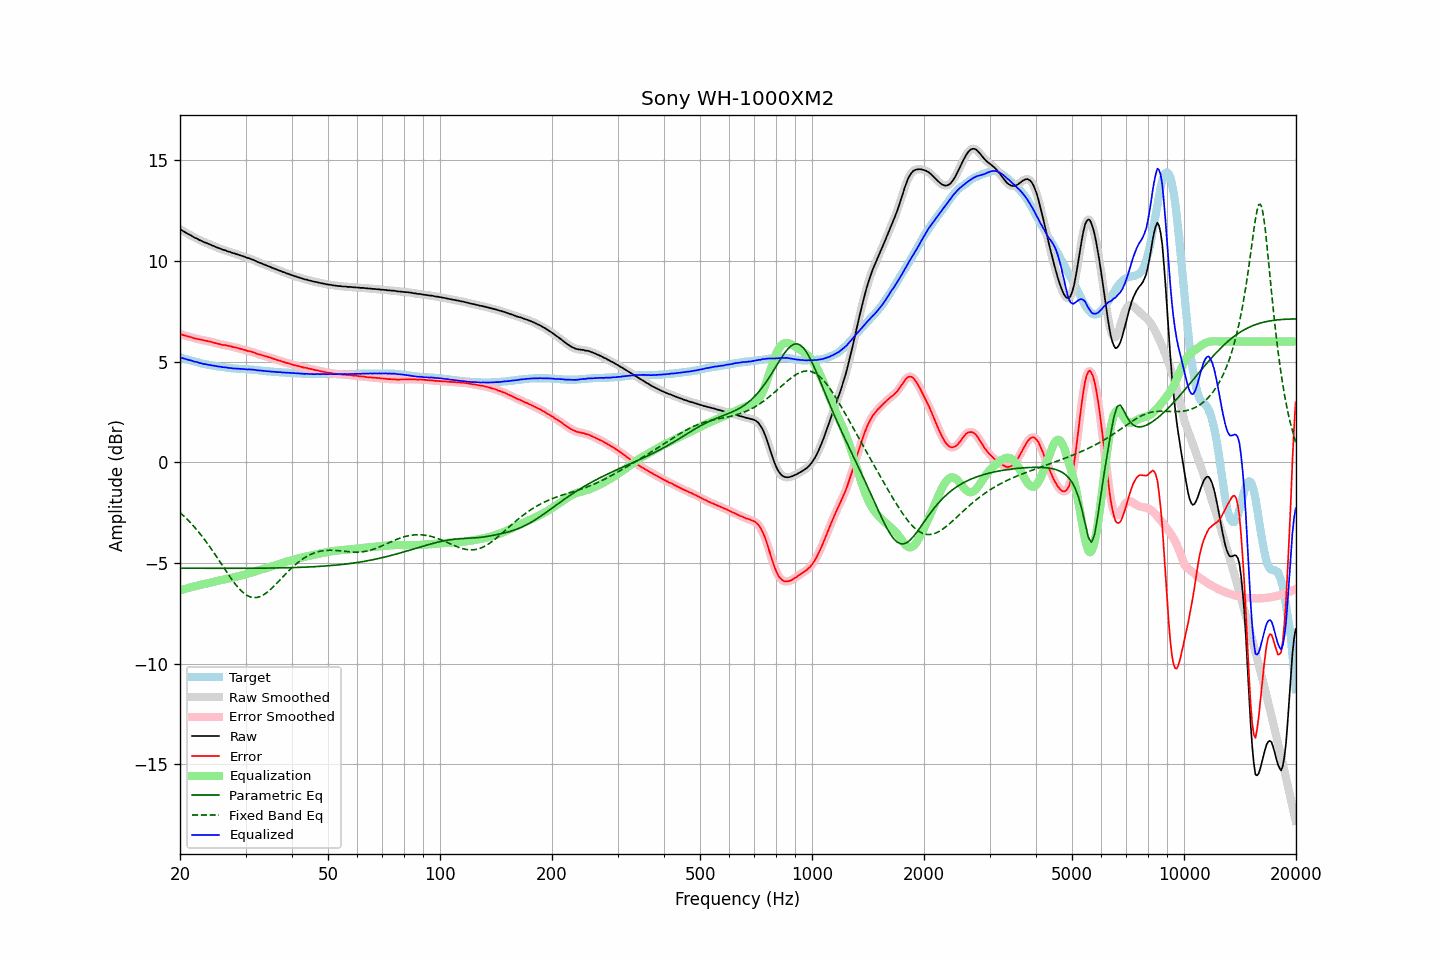 Sony WH-1000XM2
Amplitude (dBr)
15
10
5
0
−5
−10
−15
Target
Raw Smoothed
Error Smoothed
Raw
Error
Equalization
Parametric Eq
Fixed Band Eq
Equalized
20 50 100 200 500 1000 2000 5000 10000 20000
Frequency (Hz)